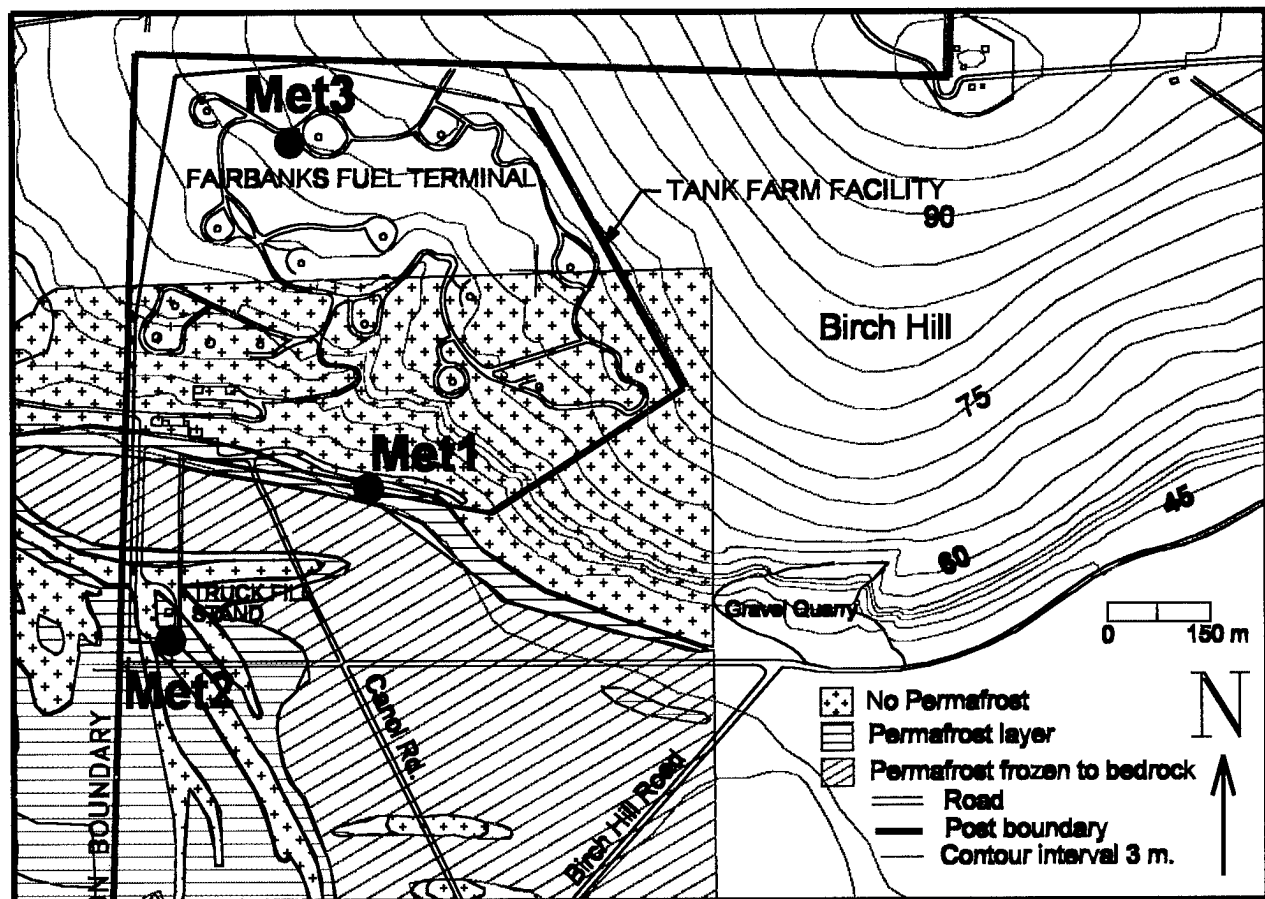 Met3
FAIRBANKS FUEL TERMINAL
TANK FARM FACILITY
90
Birch Hill
75
Met1
45
60
TRUCK FILL
STAND
Gravel Quarry
0 150 m
Met2
Canol Rd.
Birch Hill Road
BOUNDARY
No Permafrost
Permafrost layer
Permafrost frozen to bedrock
Road
Post boundary
Contour interval 3 m.
N